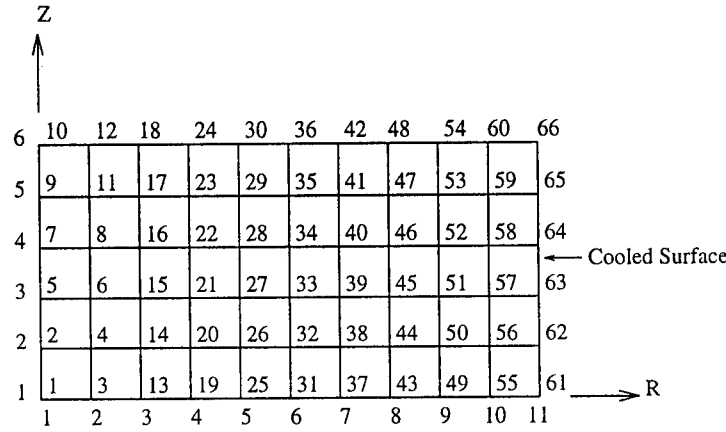 Z
6 10 12 18 24 30 36 42 48 54 60 66
5 9 11 17 23 29 35 41 47 53 59 65
4 7 8 16 22 28 34 40 46 52 58 64
Cooled Surface
3 5 6 15 21 27 33 39 45 51 57 63
2 2 4 14 20 26 32 38 44 50 56 62
1 1 3 13 19 25 31 37 43 49 55 61 R
1 2 3 4 5 6 7 8 9 10 11